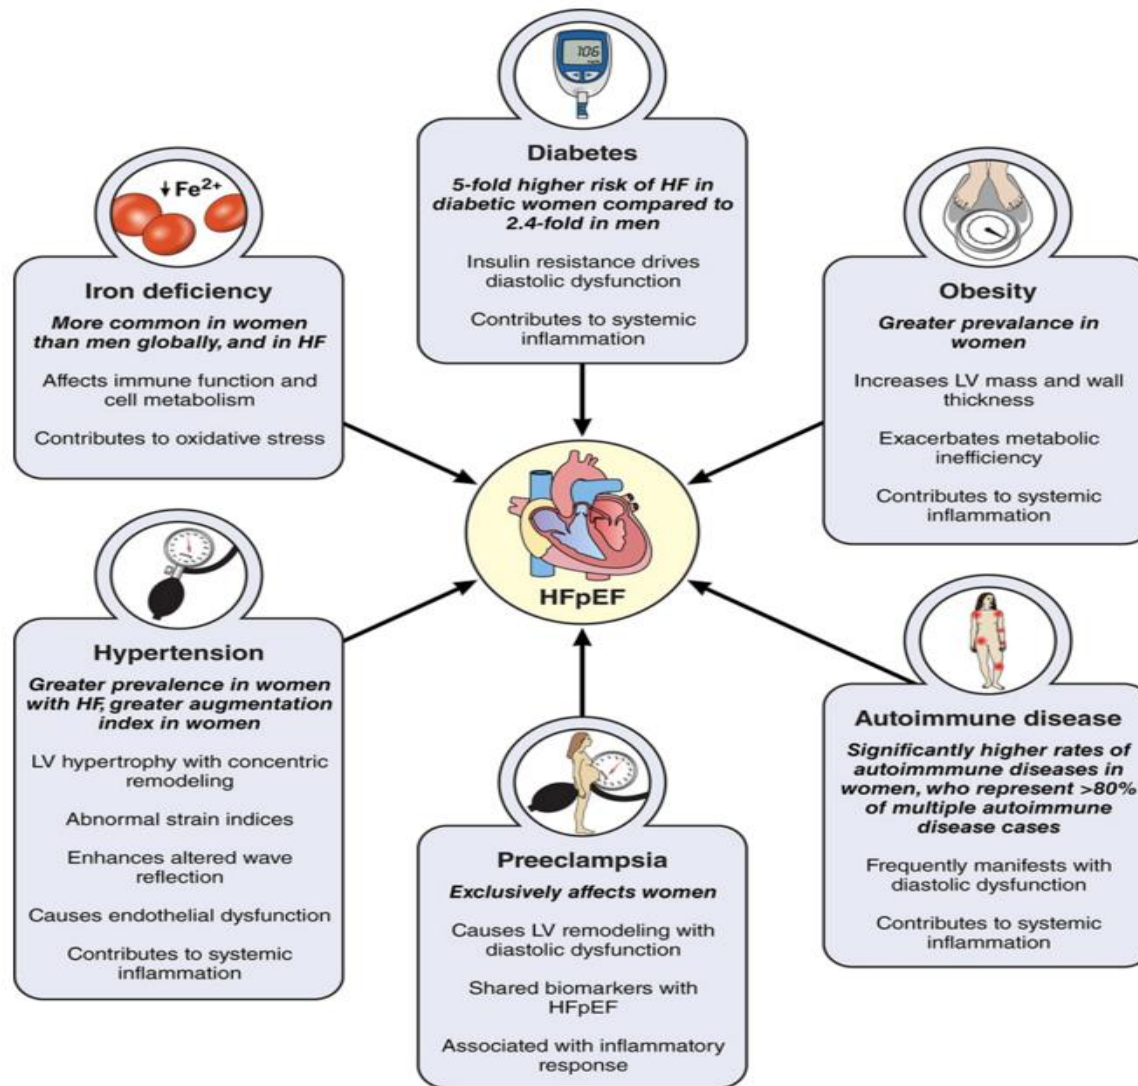 106
Diabetes
5-fold higher risk of HF in
diabetic women compared to
2.4-fold in men
Insulin resistance drives
diastolic dysfunction
Contributes to systemic
inflammation
↓ Fe²⁺
Iron deficiency
More common in women
than men globally, and in HF
Affects immune function and
cell metabolism
Contributes to oxidative stress
Obesity
Greater prevalance in
women
Increases LV mass and wall
thickness
Exacerbates metabolic
inefficiency
Contributes to systemic
inflammation
HFpEF
Hypertension
Greater prevalence in women
with HF, greater augmentation
index in women
LV hypertrophy with concentric
remodeling
Abnormal strain indices
Enhances altered wave
reflection
Causes endothelial dysfunction
Contributes to systemic
inflammation
Preeclampsia
Exclusively affects women
Causes LV remodeling with
diastolic dysfunction
Shared biomarkers with
HFpEF
Associated with inflammatory
response
Autoimmune disease
Significantly higher rates of
autoimmmune diseases in
women, who represent >80%
of multiple autoimmune
disease cases
Frequently manifests with
diastolic dysfunction
Contributes to systemic
inflammation